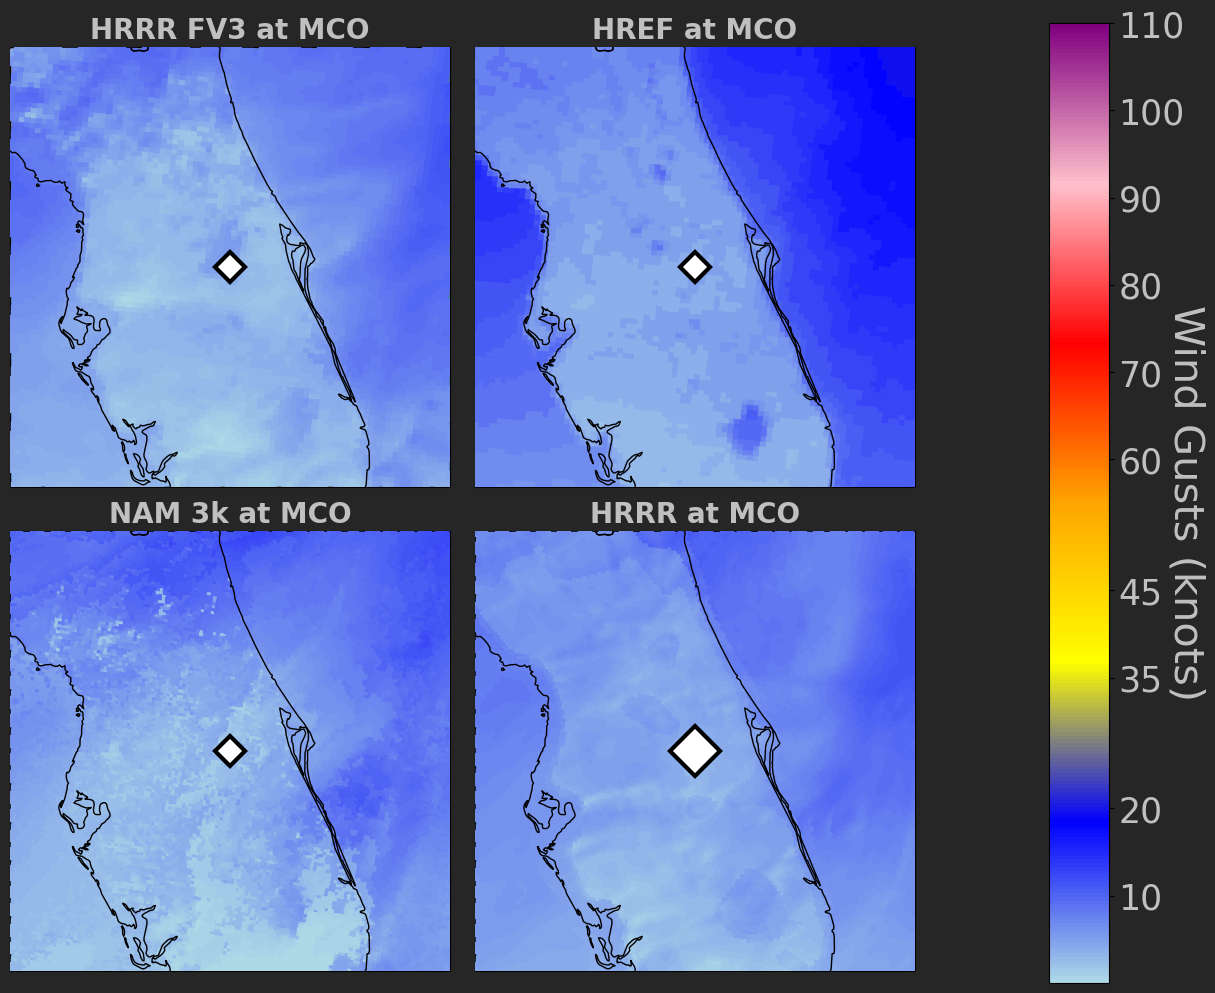 HRRR FV3 at MCO
HREF at MCO
NAM 3k at MCO
HRRR at MCO
110
100
90
80
70
60
45
35
20
10
Wind Gusts (knots)